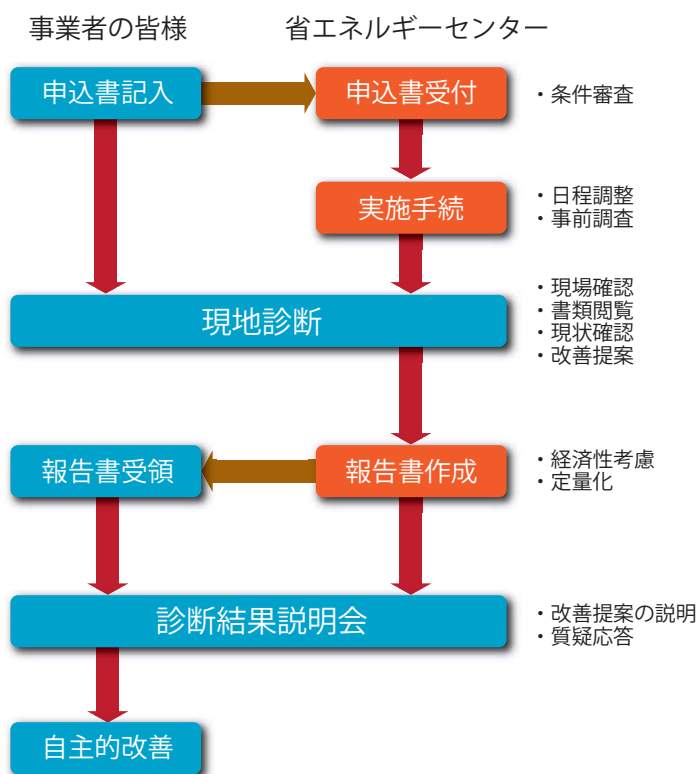 事業者の皆様
省エネルギーセンター
申込書記入
申込書受付
・条件審査
実施手続
・日程調整
・事前調査
現地診断
・現場確認
・書類閲覧
・現状確認
・改善提案
報告書受領
報告書作成
・経済性考慮
・定量化
診断結果説明会
・改善提案の説明
・質疑応答
自主的改善